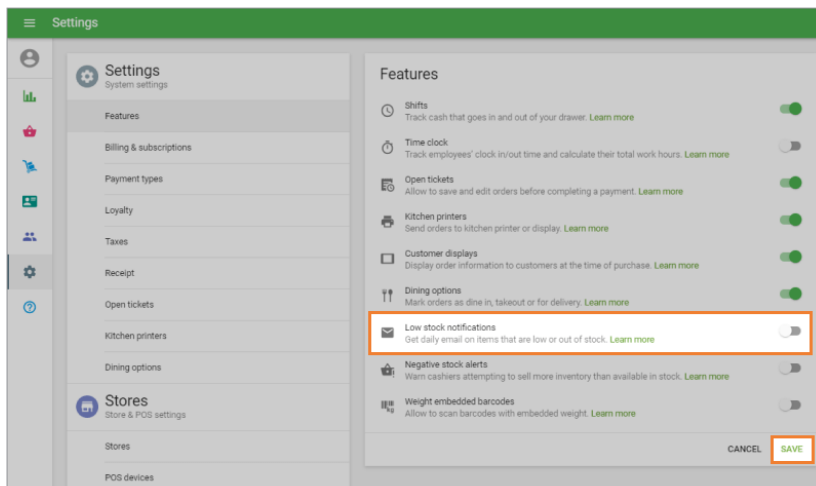 Settings
Settings
System settings
Features
Billing & subscriptions
Payment types
Loyalty
Taxes
Receipt
Open tickets
Kitchen printers
Dining options
Stores
Store & POS settings
Stores
POS devices
Features
Shifts
Track cash that goes in and out of your drawer. Learn more
Time clock
Track employees' clock in/out time and calculate their total work hours. Learn more
Open tickets
Allow to save and edit orders before completing a payment. Learn more
Kitchen printers
Send orders to kitchen printer or display. Learn more
Customer displays
Display order information to customers at the time of purchase. Learn more
Dining options
Mark orders as dine in, takeout or for delivery. Learn more
Low stock notifications
Get daily email on items that are low or out of stock. Learn more
Negative stock alerts
Warn cashiers attempting to sell more inventory than available in stock. Learn more
Weight embedded barcodes
Allow to scan barcodes with embedded weight. Learn more
CANCEL SAVE